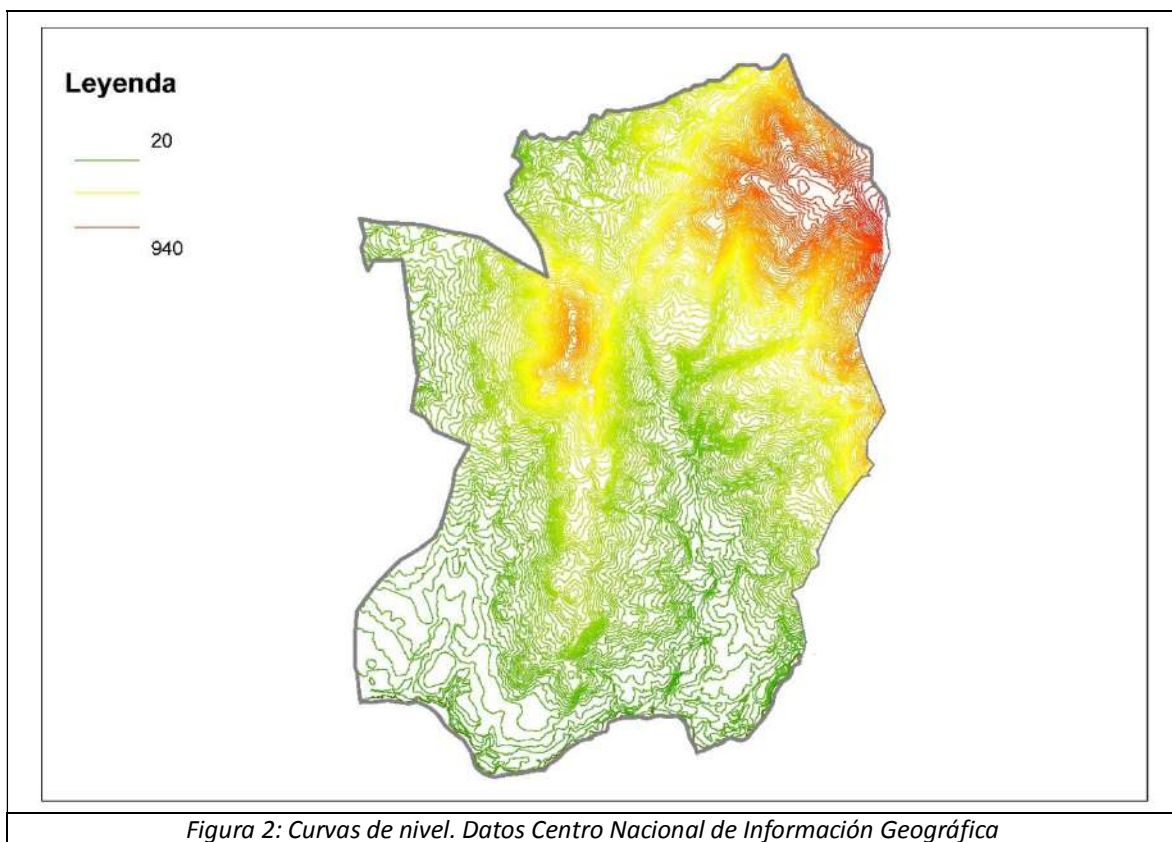 Leyenda
20
940
Figura 2: Curvas de nivel. Datos Centro Nacional de Información Geográfica